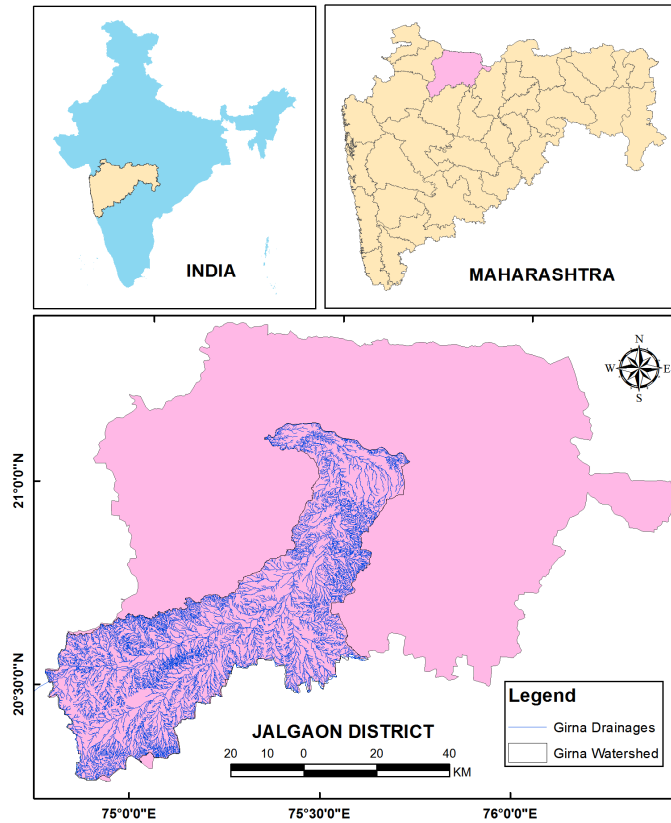 INDIA
MAHARASHTRA
N
W E
S
21°0'0"N
20°30'0"N
Legend
Girna Drainages
Girna Watershed
JALGAON DISTRICT
20 10 0 20 40
KM
75°0'0"E 75°30'0"E 76°0'0"E